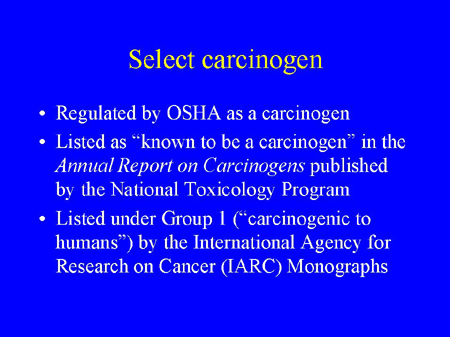 Select carcinogen
• Regulated by OSHA as a carcinogen
• Listed as “known to be a carcinogen” in the
Annual Report on Carcinogens published
by the National Toxicology Program
• Listed under Group 1 (“carcinogenic to
humans”) by the International Agency for
Research on Cancer (IARC) Monographs